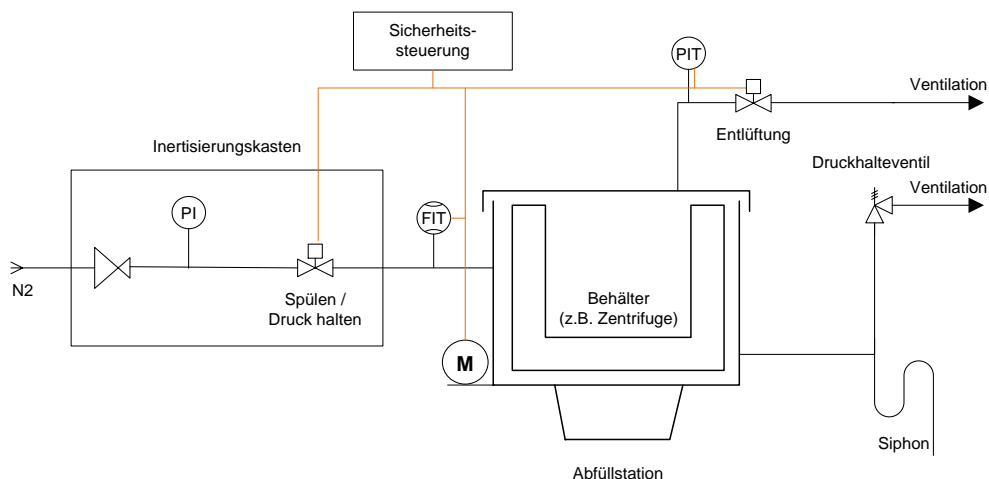 Sicherheits-
steuerung
PIT
Ventilation
Entlüftung
Inertisierungskasten
Druckhalteventil
Ventilation
PI
FIT
N2
Spülen /
Druck halten
Behälter
(z.B. Zentrifuge)
M
Siphon
Abfüllstation